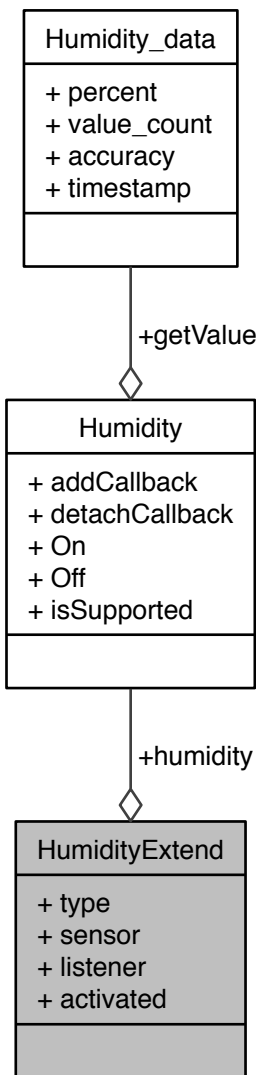 Humidity_data
+ percent
+ value_count
+ accuracy
+ timestamp
+getValue
Humidity
+ addCallback
+ detachCallback
+ On
+ Off
+ isSupported
+humidity
HumidityExtend
+ type
+ sensor
+ listener
+ activated